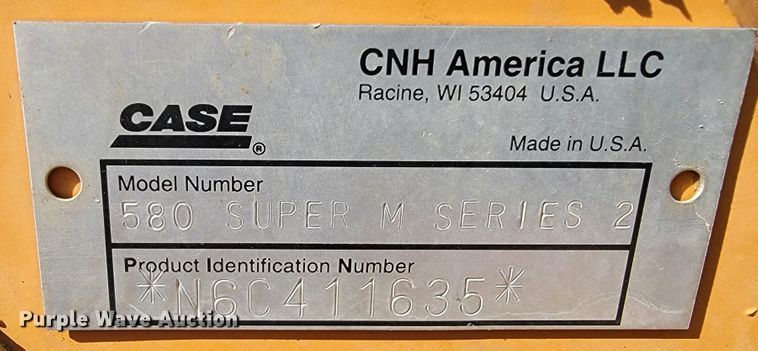 CNH America LLC
Racine, WI 53404 U.S.A.
CASE®
Made in U.S.A.
Model Number
580 SUPER M SERIES 2
Product Identification Number
*N6C411635*
Purple Wave Auction